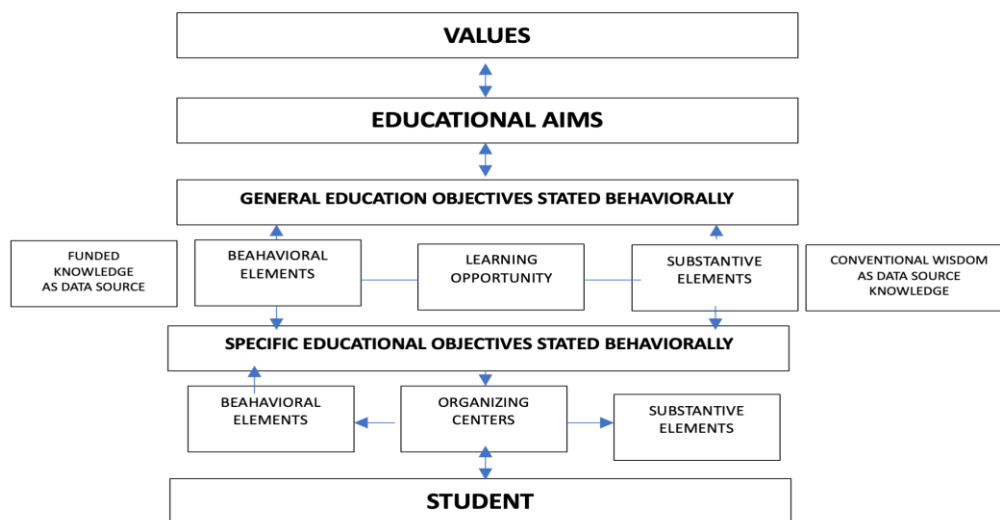 VALUES
EDUCATIONAL AIMS
GENERAL EDUCATION OBJECTIVES STATED BEHAVIORALLY
FUNDED
KNOWLEDGE
AS DATA SOURCE
BEAHAVIORAL
ELEMENTS
LEARNING
OPPORTUNITY
SUBSTANTIVE
ELEMENTS
CONVENTIONAL WISDOM
AS DATA SOURCE
KNOWLEDGE
SPECIFIC EDUCATIONAL OBJECTIVES STATED BEHAVIORALLY
BEAHAVIORAL
ELEMENTS
ORGANIZING
CENTERS
SUBSTANTIVE
ELEMENTS
STUDENT